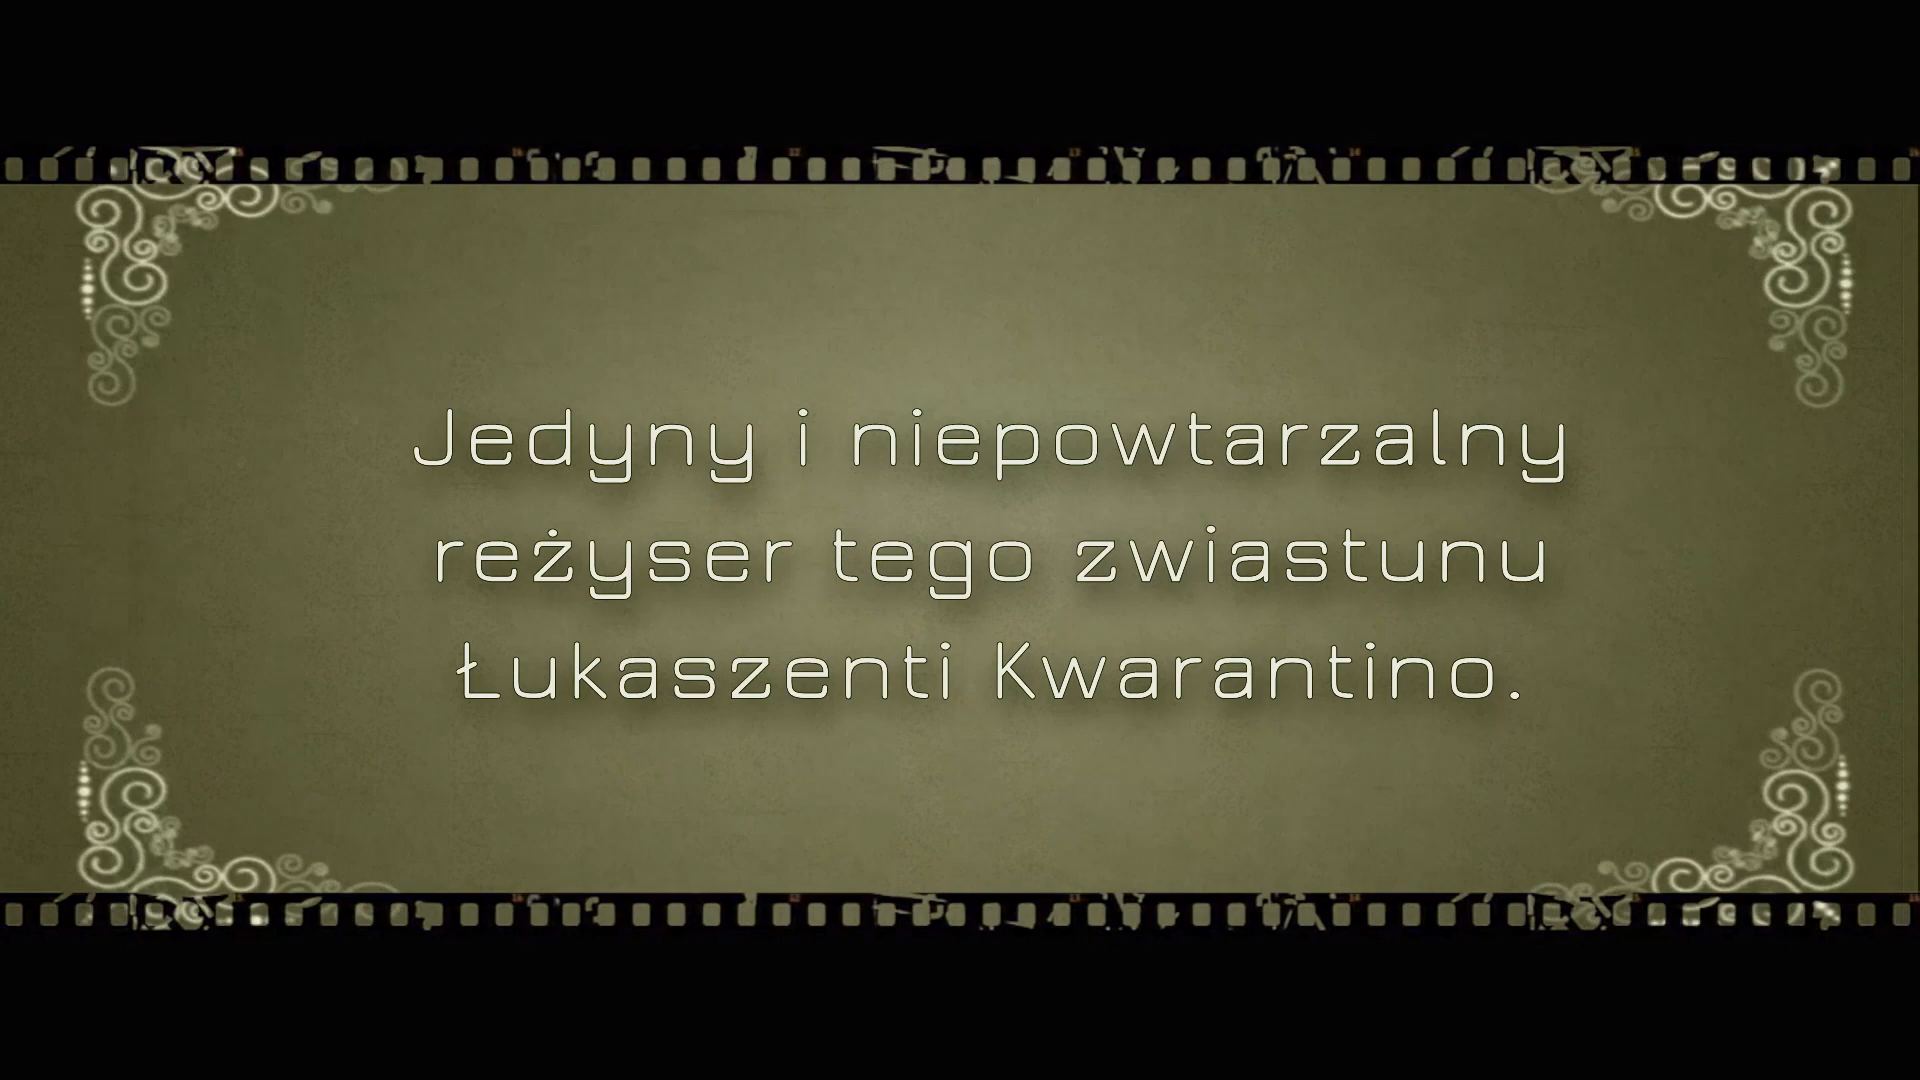 Jedyny i niepowtarzalny
reżyser tego zwiastunu
Łukaszenti Kwarantino.